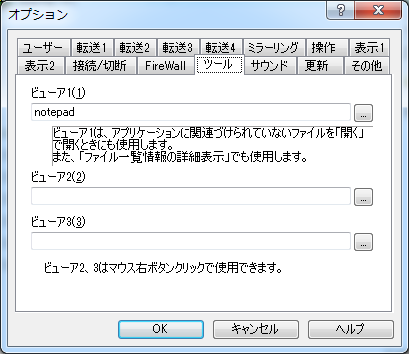 オプション
ユーザー 転送1 転送2 転送3 転送4 ミラーリング 操作 表示1
表示2 接続/切断 FireWall ツール サウンド 更新 その他
ビューア1(1)
notepad
...
ビューア1は、アプリケーションに関連づけられていないファイルを「開く」
で開くときにも使用します。
また、「ファイル一覧情報の詳細表示」でも使用します。
ビューア2(2)
...
ビューア3(3)
...
ビューア2、3はマウス右ボタンクリックで使用できます。
OK キャンセル ヘルプ